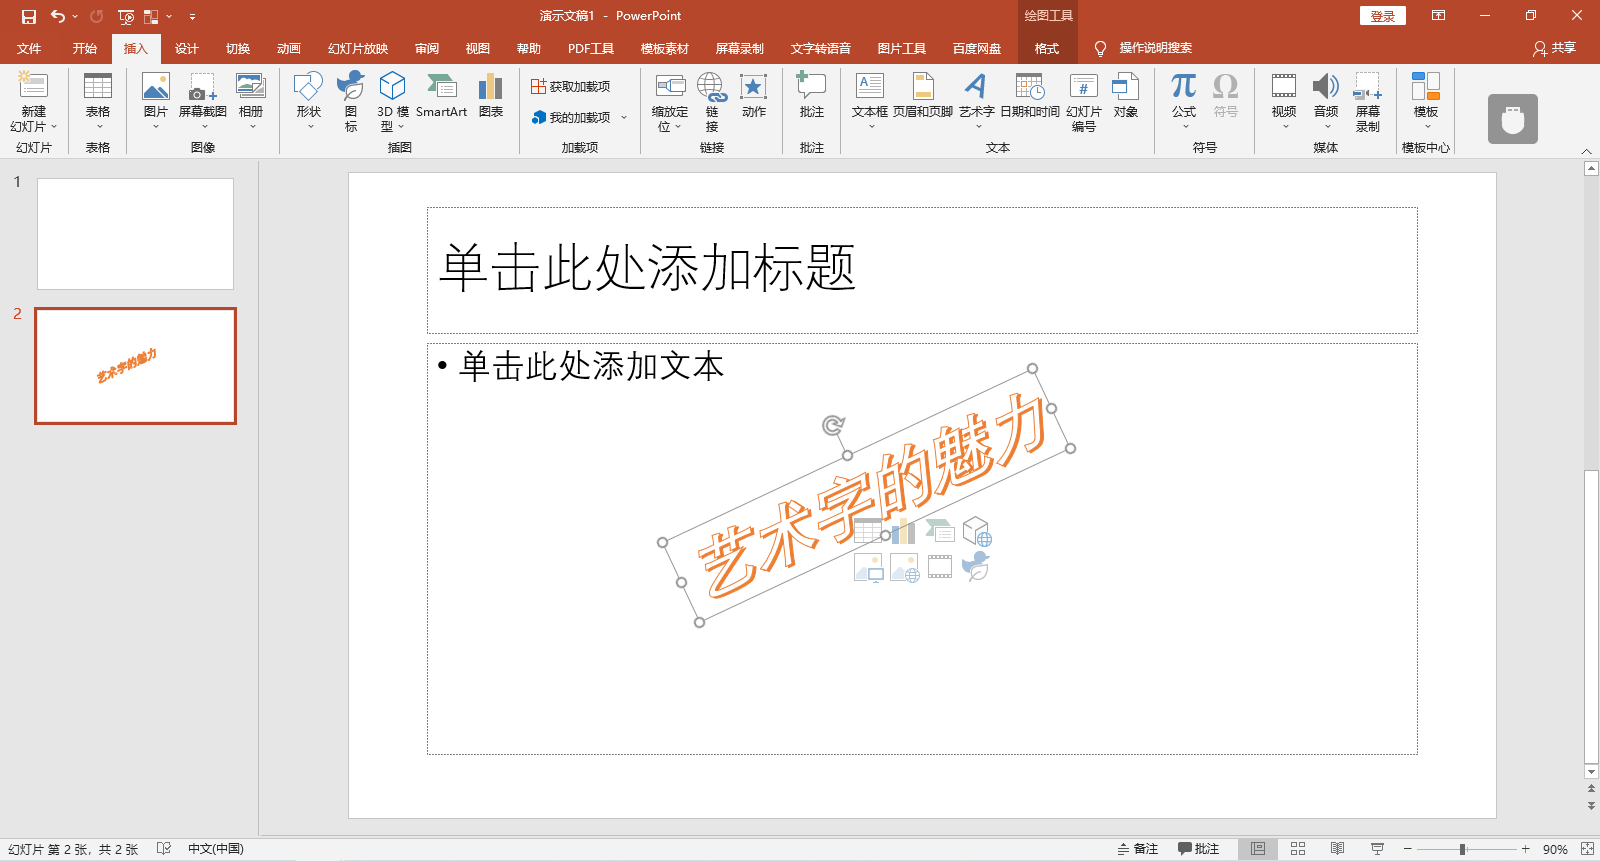 演示文稿1 - PowerPoint
绘图工具
登录
文件 开始 插入 设计 切换 动画 幻灯片放映 审阅 视图 帮助 PDF工具 模板素材 屏幕录制 文字转语音 图片工具 百度网盘 格式 操作说明搜索 共享
新建
幻灯片
表格
图片
屏幕截图
相册
形状
图
标
3D 模
型
SmartArt
图表
获取加载项
我的加载项
缩放定
位
链
接
动作
批注
文本框
页眉和页脚
艺术字
日期和时间
幻灯片
编号
#
对象
π
公式
Ω
符号
视频
音频
屏幕
录制
模板
幻灯片 表格 图像 插图 加载项 链接 批注 文本 符号 媒体 模板中心
1
2
艺术字的魅力
单击此处添加标题
• 单击此处添加文本
艺术字的魅力
幻灯片 第 2 张，共 2 张 中文(中国) 备注 批注 90%